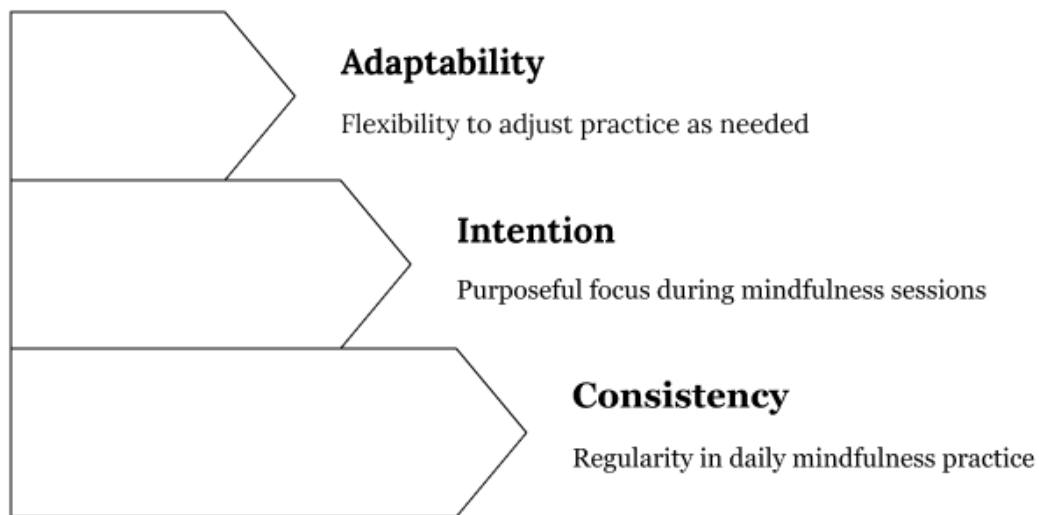 Adaptability
Flexibility to adjust practice as needed
Intention
Purposeful focus during mindfulness sessions
Consistency
Regularity in daily mindfulness practice